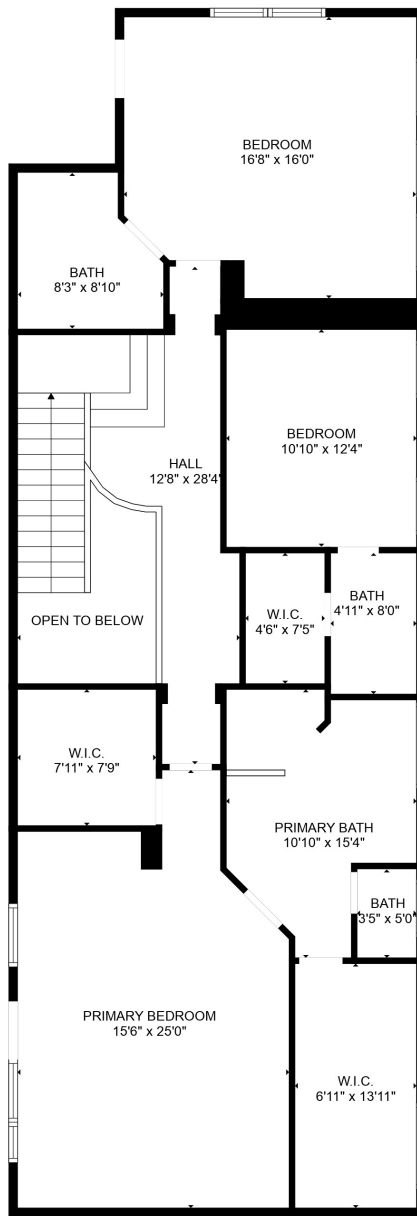 BEDROOM
16'8" x 16'0"
BATH
8'3" x 8'10"
BEDROOM
10'10" x 12'4"
HALL
12'8" x 28'4"
W.I.C.
4'6" x 7'5"
BATH
4'11" x 8'0"
OPEN TO BELOW
W.I.C.
7'11" x 7'9"
PRIMARY BATH
10'10" x 15'4"
BATH
3'5" x 5'0"
PRIMARY BEDROOM
15'6" x 25'0"
W.I.C.
6'11" x 13'11"